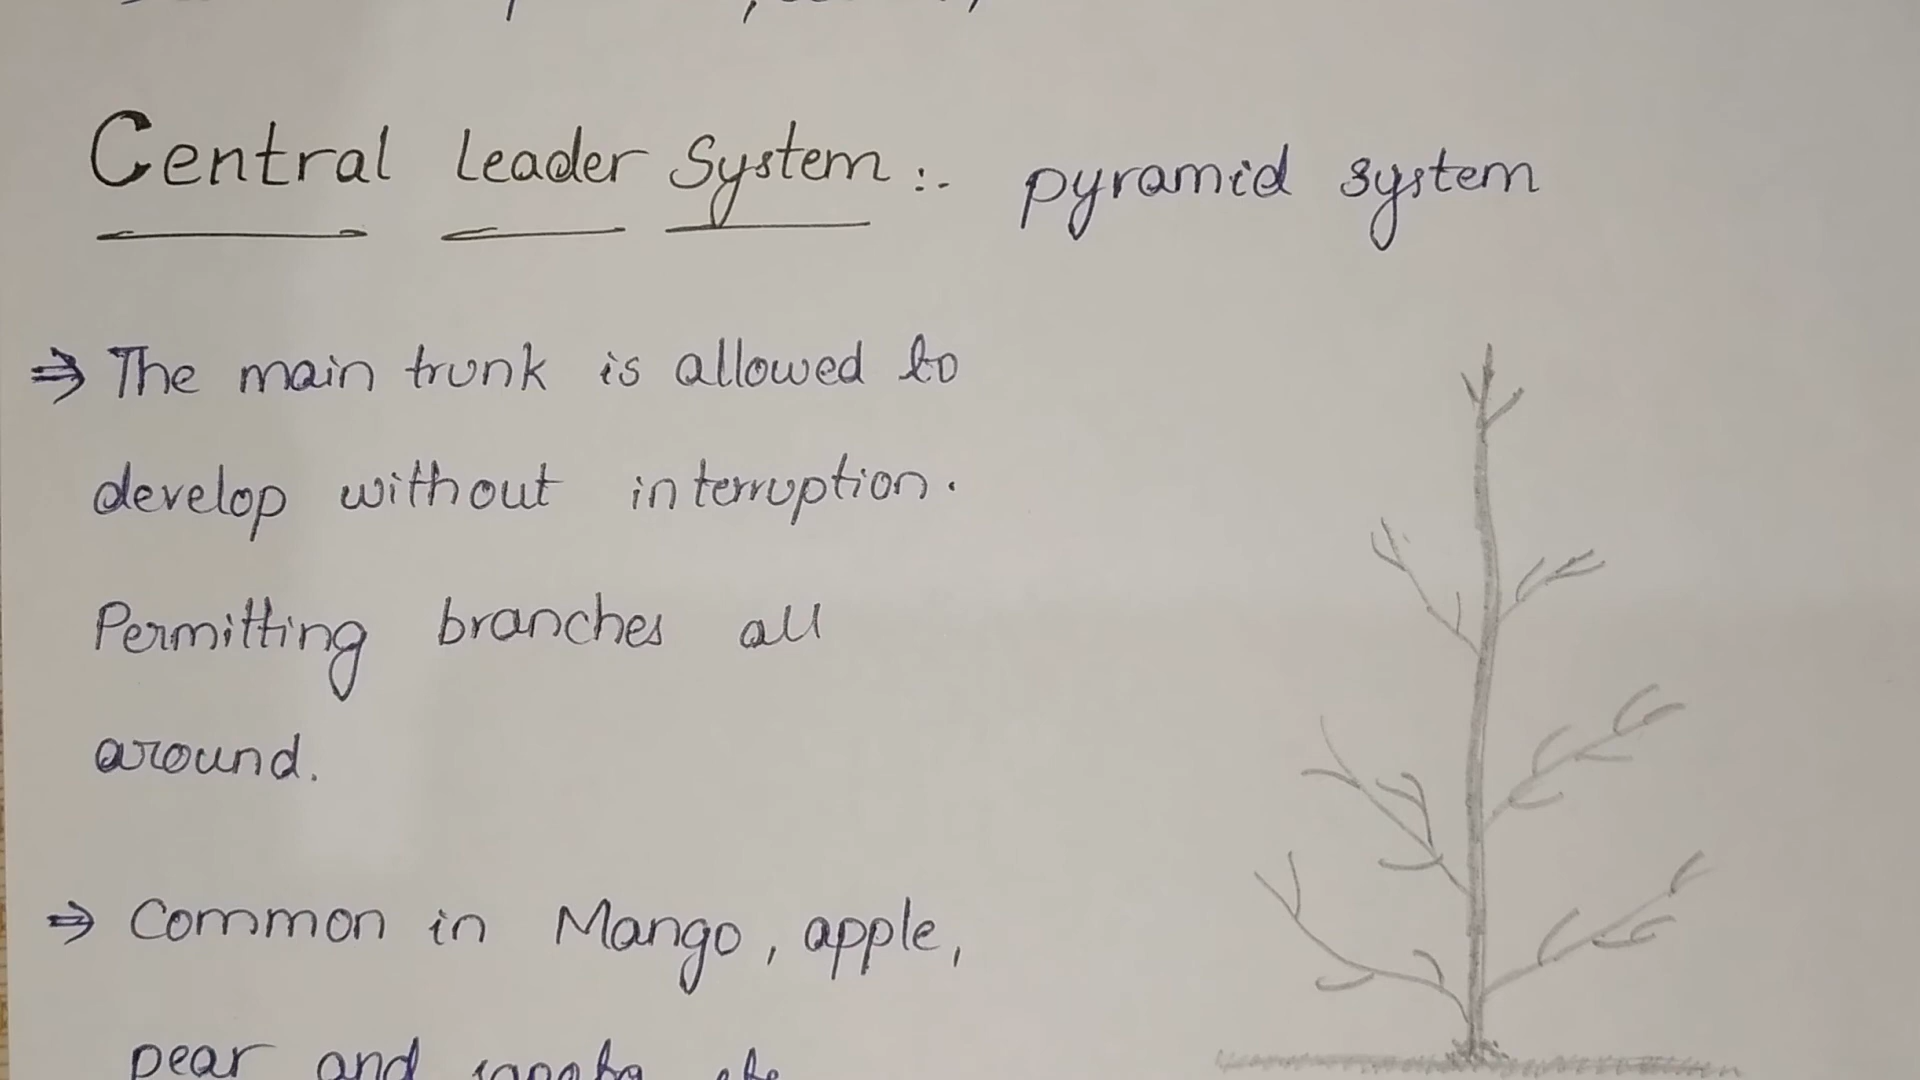 Central Leader System :- pyramid system
⇒ The main trunk is allowed to
develop without interruption.
Permitting branches all
around.
⇒ Common in Mango, apple,
pear and